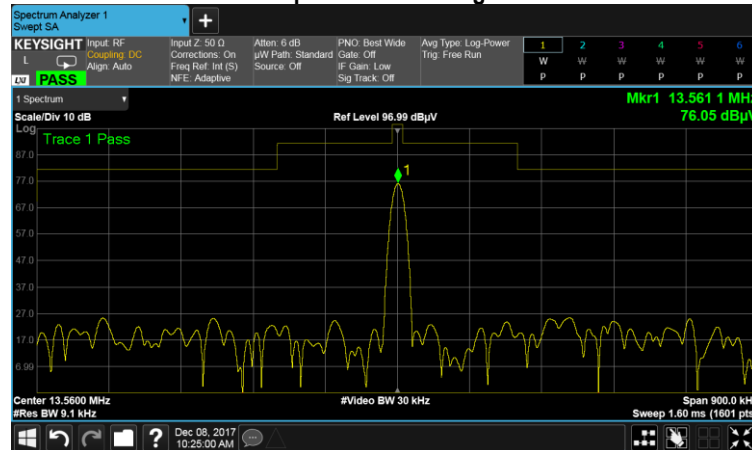 Spectrum Analyzer 1
Swept SA
KEYSIGHT
L
LXI
PASS
Input: RF
Coupling: DC
Align: Auto
Input Z: 50 Ω
Corrections: On
Freq Ref: Int (S)
NFE: Adaptive
Atten: 6 dB
µW Path: Standard
Source: Off
PNO: Best Wide
Gate: Off
IF Gain: Low
Sig Track: Off
Avg Type: Log-Power
Trig: Free Run
1 2 3 4 5 6
W W W W W W
P P P P P P
1 Spectrum
Mkr1 13.561 1 MHz
Scale/Div 10 dB
Ref Level 96.99 dBµV
76.05 dBµV
Log
Trace 1 Pass
1
87.0
77.0
57.0
47.0
37.0
27.0
17.0
6.99
Center 13.5600 MHz
#Video BW 30 kHz
Span 900.0 kH
#Res BW 9.1 kHz
Sweep 1.60 ms (1601 pts
?
Dec 08, 2017
10:25:00 AM